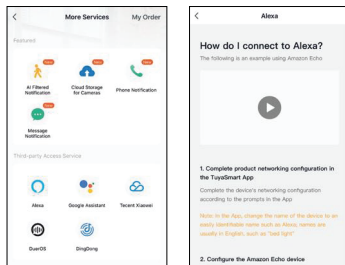 More Services
My Order
Featured
New
New
New
AI Filtered
Notification
Cloud Storage
for Cameras
Phone Notification
New
Message
Notification
Third-party Access Service
Alexa
Google Assistant
Tecent Xiaowei
DuerOS
DingDong
Alexa
How do I connect to Alexa?
The following is an example using Amazon Echo
1. Complete product networking configuration in
the TuyaSmart App
Complete the device's networking configuration
according to the prompts in the App
Note: In the App, change the name of the device to an
easily identifiable name such as Alexa, names are
usually in English, such as "bed light"
2. Configure the Amazon Echo device